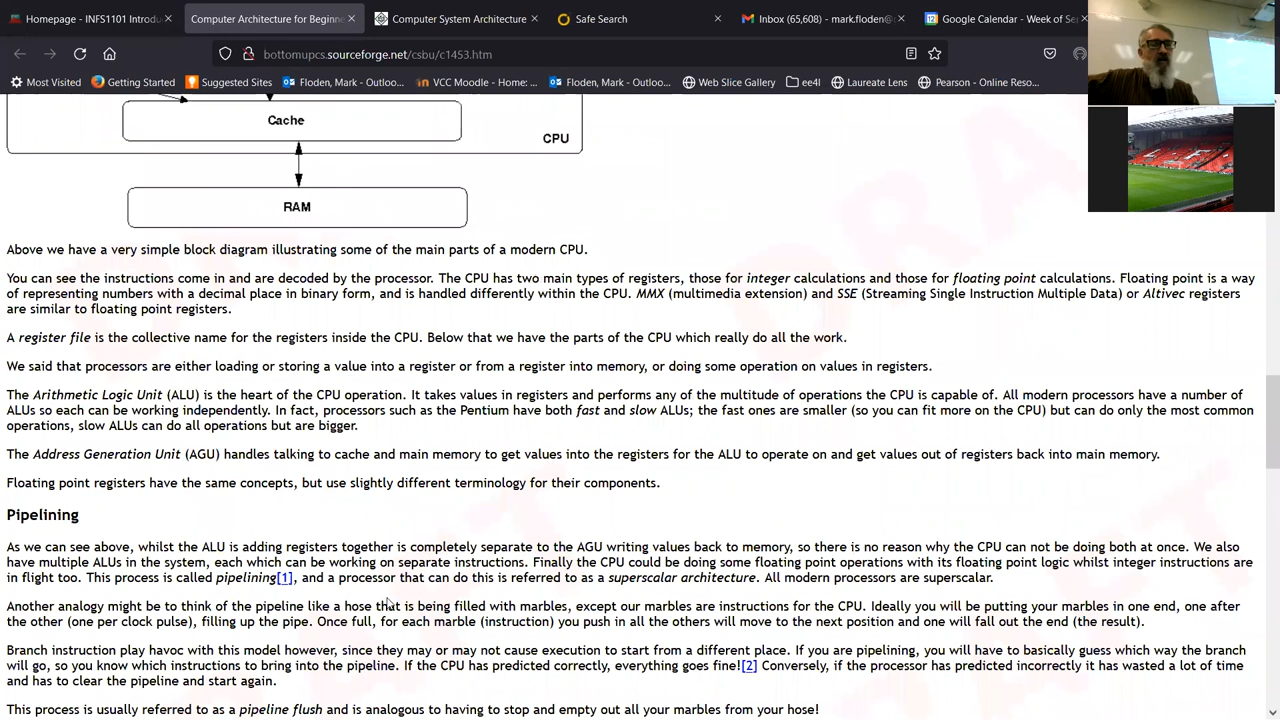 Homepage - INFS1101 Introdu
Computer Architecture for Beginne
Computer System Architecture
Safe Search
Inbox (65,608) - mark.floden@
Google Calendar - Week of Se
bottomupcs.sourceforge.net/csbu/c1453.htm
Most Visited
Getting Started
Suggested Sites
Floden, Mark - Outloo...
VCC Moodle - Home: ...
Floden, Mark - Outloo...
Web Slice Gallery
ee4l
Laureate Lens
Pearson - Online Reso...
Cache
CPU
RAM
Above we have a very simple block diagram illustrating some of the main parts of a modern CPU.
You can see the instructions come in and are decoded by the processor. The CPU has two main types of registers, those for integer calculations and those for floating point calculations. Floating point is a way
of representing numbers with a decimal place in binary form, and is handled differently within the CPU. MMX (multimedia extension) and SSE (Streaming Single Instruction Multiple Data) or Altivec registers
are similar to floating point registers.
A register file is the collective name for the registers inside the CPU. Below that we have the parts of the CPU which really do all the work.
We said that processors are either loading or storing a value into a register or from a register into memory, or doing some operation on values in registers.
The Arithmetic Logic Unit (ALU) is the heart of the CPU operation. It takes values in registers and performs any of the multitude of operations the CPU is capable of. All modern processors have a number of
ALUs so each can be working independently. In fact, processors such as the Pentium have both fast and slow ALUs; the fast ones are smaller (so you can fit more on the CPU) but can do only the most common
operations, slow ALUs can do all operations but are bigger.
The Address Generation Unit (AGU) handles talking to cache and main memory to get values into the registers for the ALU to operate on and get values out of registers back into main memory.
Floating point registers have the same concepts, but use slightly different terminology for their components.
Pipelining
As we can see above, whilst the ALU is adding registers together is completely separate to the AGU writing values back to memory, so there is no reason why the CPU can not be doing both at once. We also
have multiple ALUs in the system, each which can be working on separate instructions. Finally the CPU could be doing some floating point operations with its floating point logic whilst integer instructions are
in flight too. This process is called pipelining[1], and a processor that can do this is referred to as a superscalar architecture. All modern processors are superscalar.
Another analogy might be to think of the pipeline like a hose that is being filled with marbles, except our marbles are instructions for the CPU. Ideally you will be putting your marbles in one end, one after
the other (one per clock pulse), filling up the pipe. Once full, for each marble (instruction) you push in all the others will move to the next position and one will fall out the end (the result).
Branch instruction play havoc with this model however, since they may or may not cause execution to start from a different place. If you are pipelining, you will have to basically guess which way the branch
will go, so you know which instructions to bring into the pipeline. If the CPU has predicted correctly, everything goes fine![2] Conversely, if the processor has predicted incorrectly it has wasted a lot of time
and has to clear the pipeline and start again.
This process is usually referred to as a pipeline flush and is analogous to having to stop and empty out all your marbles from your hose!